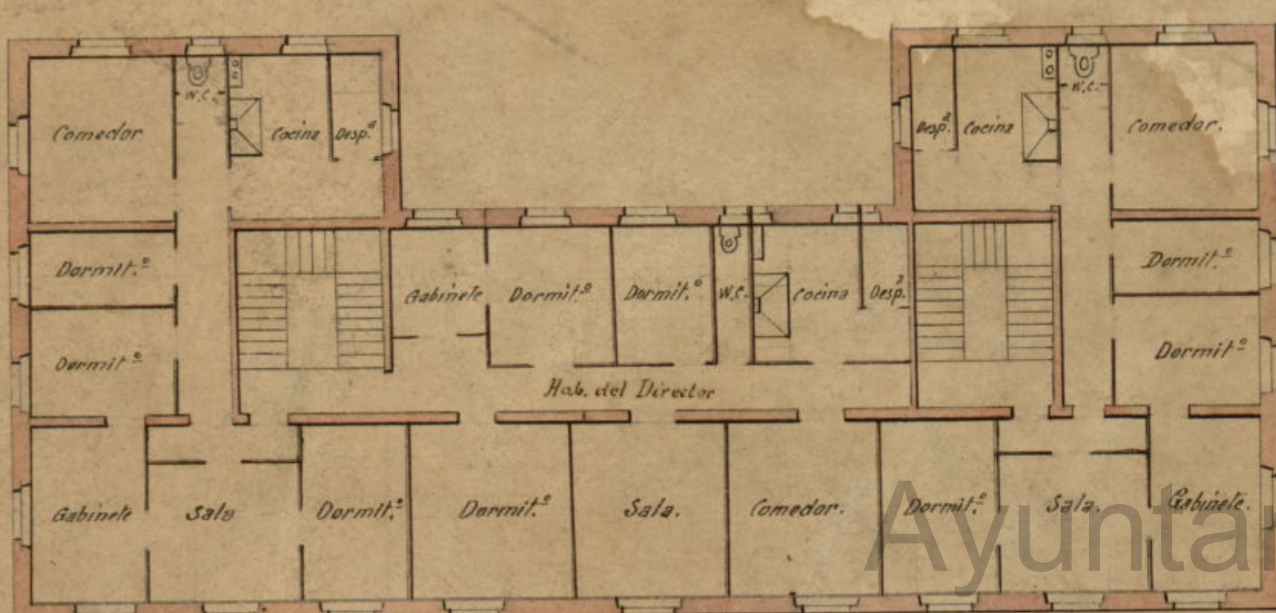 W.C.
Comedor
Cocina
Desp.ª
Desp.ª
Cocina
W.C.
Comedor.
Dormit.º
Gabinete
Dormit.º
Dormit.º
W.C.
Cocina
Desp.ª
Dormit.º
Dormit.º
Dormit.º
Hab. del Director
Gabinete
Sala
Dormit.º
Dormit.º
Sala.
Comedor.
Dormit.º
Sala.
Gabinete.
Ayuntar